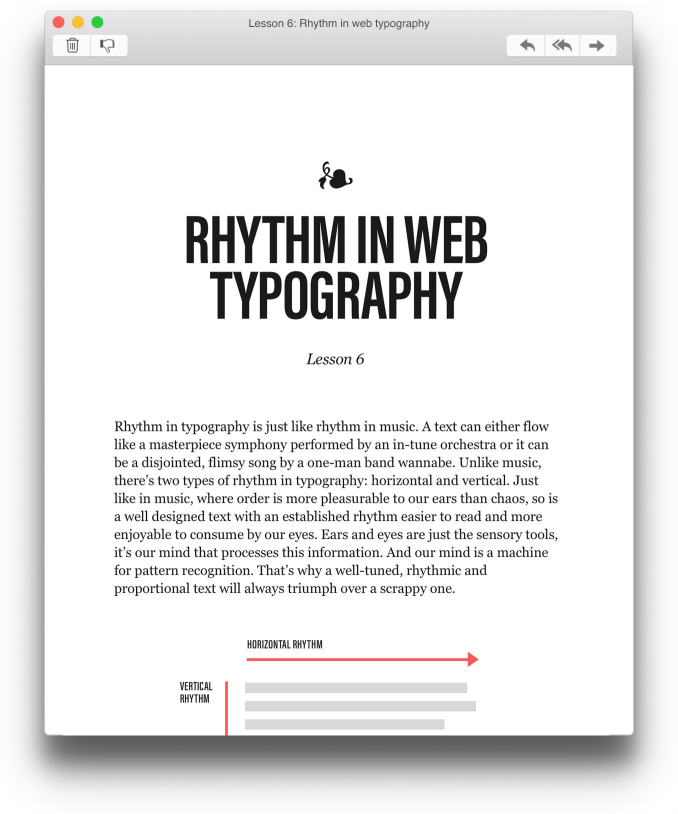 Lesson 6: Rhythm in web typography
RHYTHM IN WEB
TYPOGRAPHY
Lesson 6
Rhythm in typography is just like rhythm in music. A text can either flow
like a masterpiece symphony performed by an in-tune orchestra or it can
be a disjointed, flimsy song by a one-man band wannabe. Unlike music,
there’s two types of rhythm in typography: horizontal and vertical. Just
like in music, where order is more pleasurable to our ears than chaos, so is
a well designed text with an established rhythm easier to read and more
enjoyable to consume by our eyes. Ears and eyes are just the sensory tools,
it’s our mind that processes this information. And our mind is a machine
for pattern recognition. That’s why a well-tuned, rhythmic and
proportional text will always triumph over a scrappy one.
HORIZONTAL RHYTHM
VERTICAL
RHYTHM